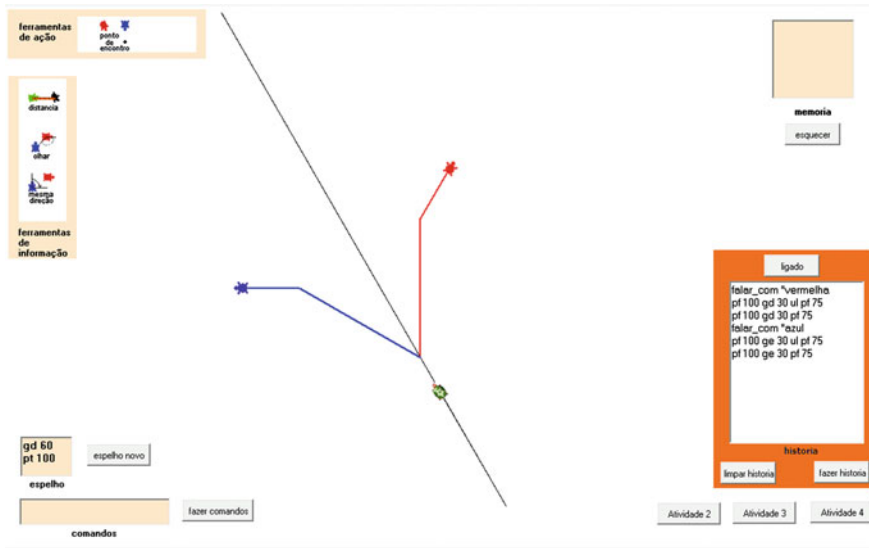 ferramentas
de ação
ponto
de
encontro
distancia
olhar
mesma
direção
ferramentas
de
informação
memoria
esquecer
ligado
falar_com "vermelha
pf 100 gd 30 ul pf 75
pf 100 gd 30 pf 75
falar_com "azul
pf 100 ge 30 ul pf 75
pf 100 ge 30 pf 75
historia
limpar historia
fazer historia
gd 60
pt 100
espelho novo
espelho
fazer comandos
comandos
Atividade 2
Atividade 3
Atividade 4